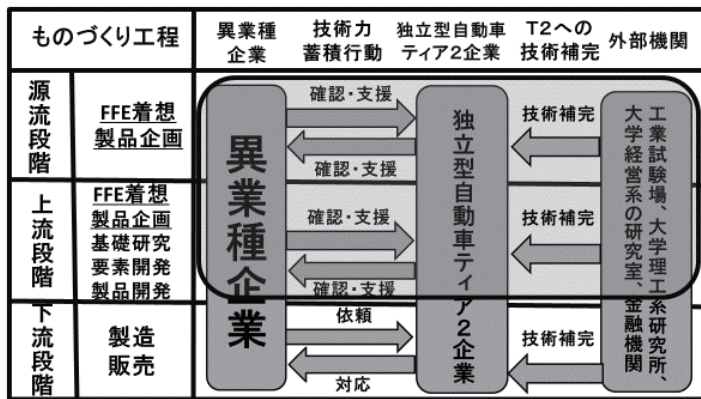 ものづくり工程
異業種
企業
技術力
蓄積行動
独立型自動車
ティア2企業
T2への
技術補完
外部機関
源流段階
FFE着想
製品企画
異業種企業
確認・支援
確認・支援
独立型自動車ティア2企業
技術補完
工業試験場、大学理工系研究所、
大学経営系の研究室、金融機関
上流段階
FFE着想
製品企画
基礎研究
要素開発
製品開発
確認・支援
確認・支援
技術補完
下流段階
製造
販売
依頼
対応
技術補完